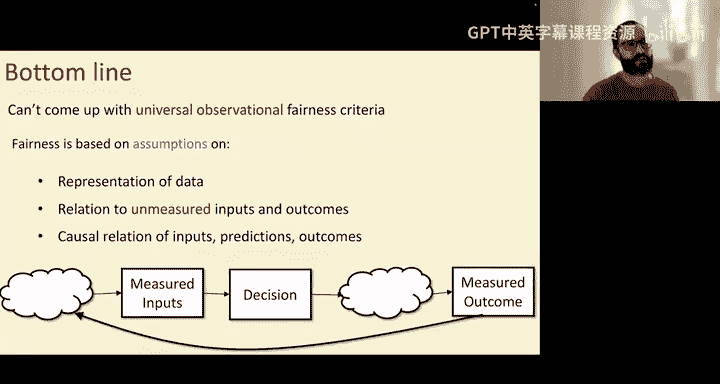 GPT中英字幕课程资源
Bottom line
Can't come up with universal observational fairness criteria
Fairness is based on assumptions on:
• Representation of data
• Relation to unmeasured inputs and outcomes
• Causal relation of inputs, predictions, outcomes
Measured
Inputs
Decision
Measured
Outcome